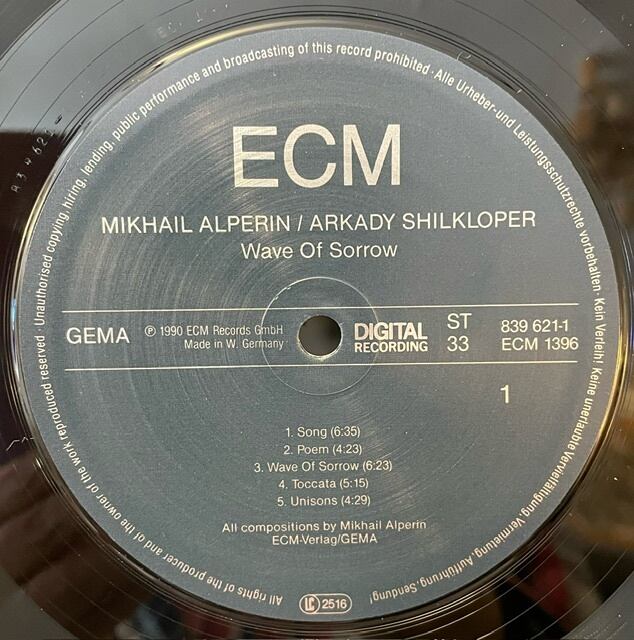 ECM
MIKHAIL ALPERIN / ARKADY SHILKLOPER
Wave Of Sorrow
GEMA
℗ 1990 ECM Records GmbH
Made in W. Germany
DIGITAL
RECORDING
ST
33
839 621-1
ECM 1396
1
1. Song (6:35)
2. Poem (4:23)
3. Wave Of Sorrow (6:23)
4. Toccata (5:15)
5. Unisons (4:29)
All compositions by Mikhail Alperin
ECM-Verlag/GEMA
All rights of the producer and of the owner of the work reproduced reserved · Unauthorised copying, hiring, lending, public performance and broadcasting of this record prohibited · Alle Urheber- und Leistungsschutzrechte vorbehalten · Kein Verleih! Keine unerlaubte Vervielfältigung, Vermietung, Aufführung, Sendung!
LC 2516